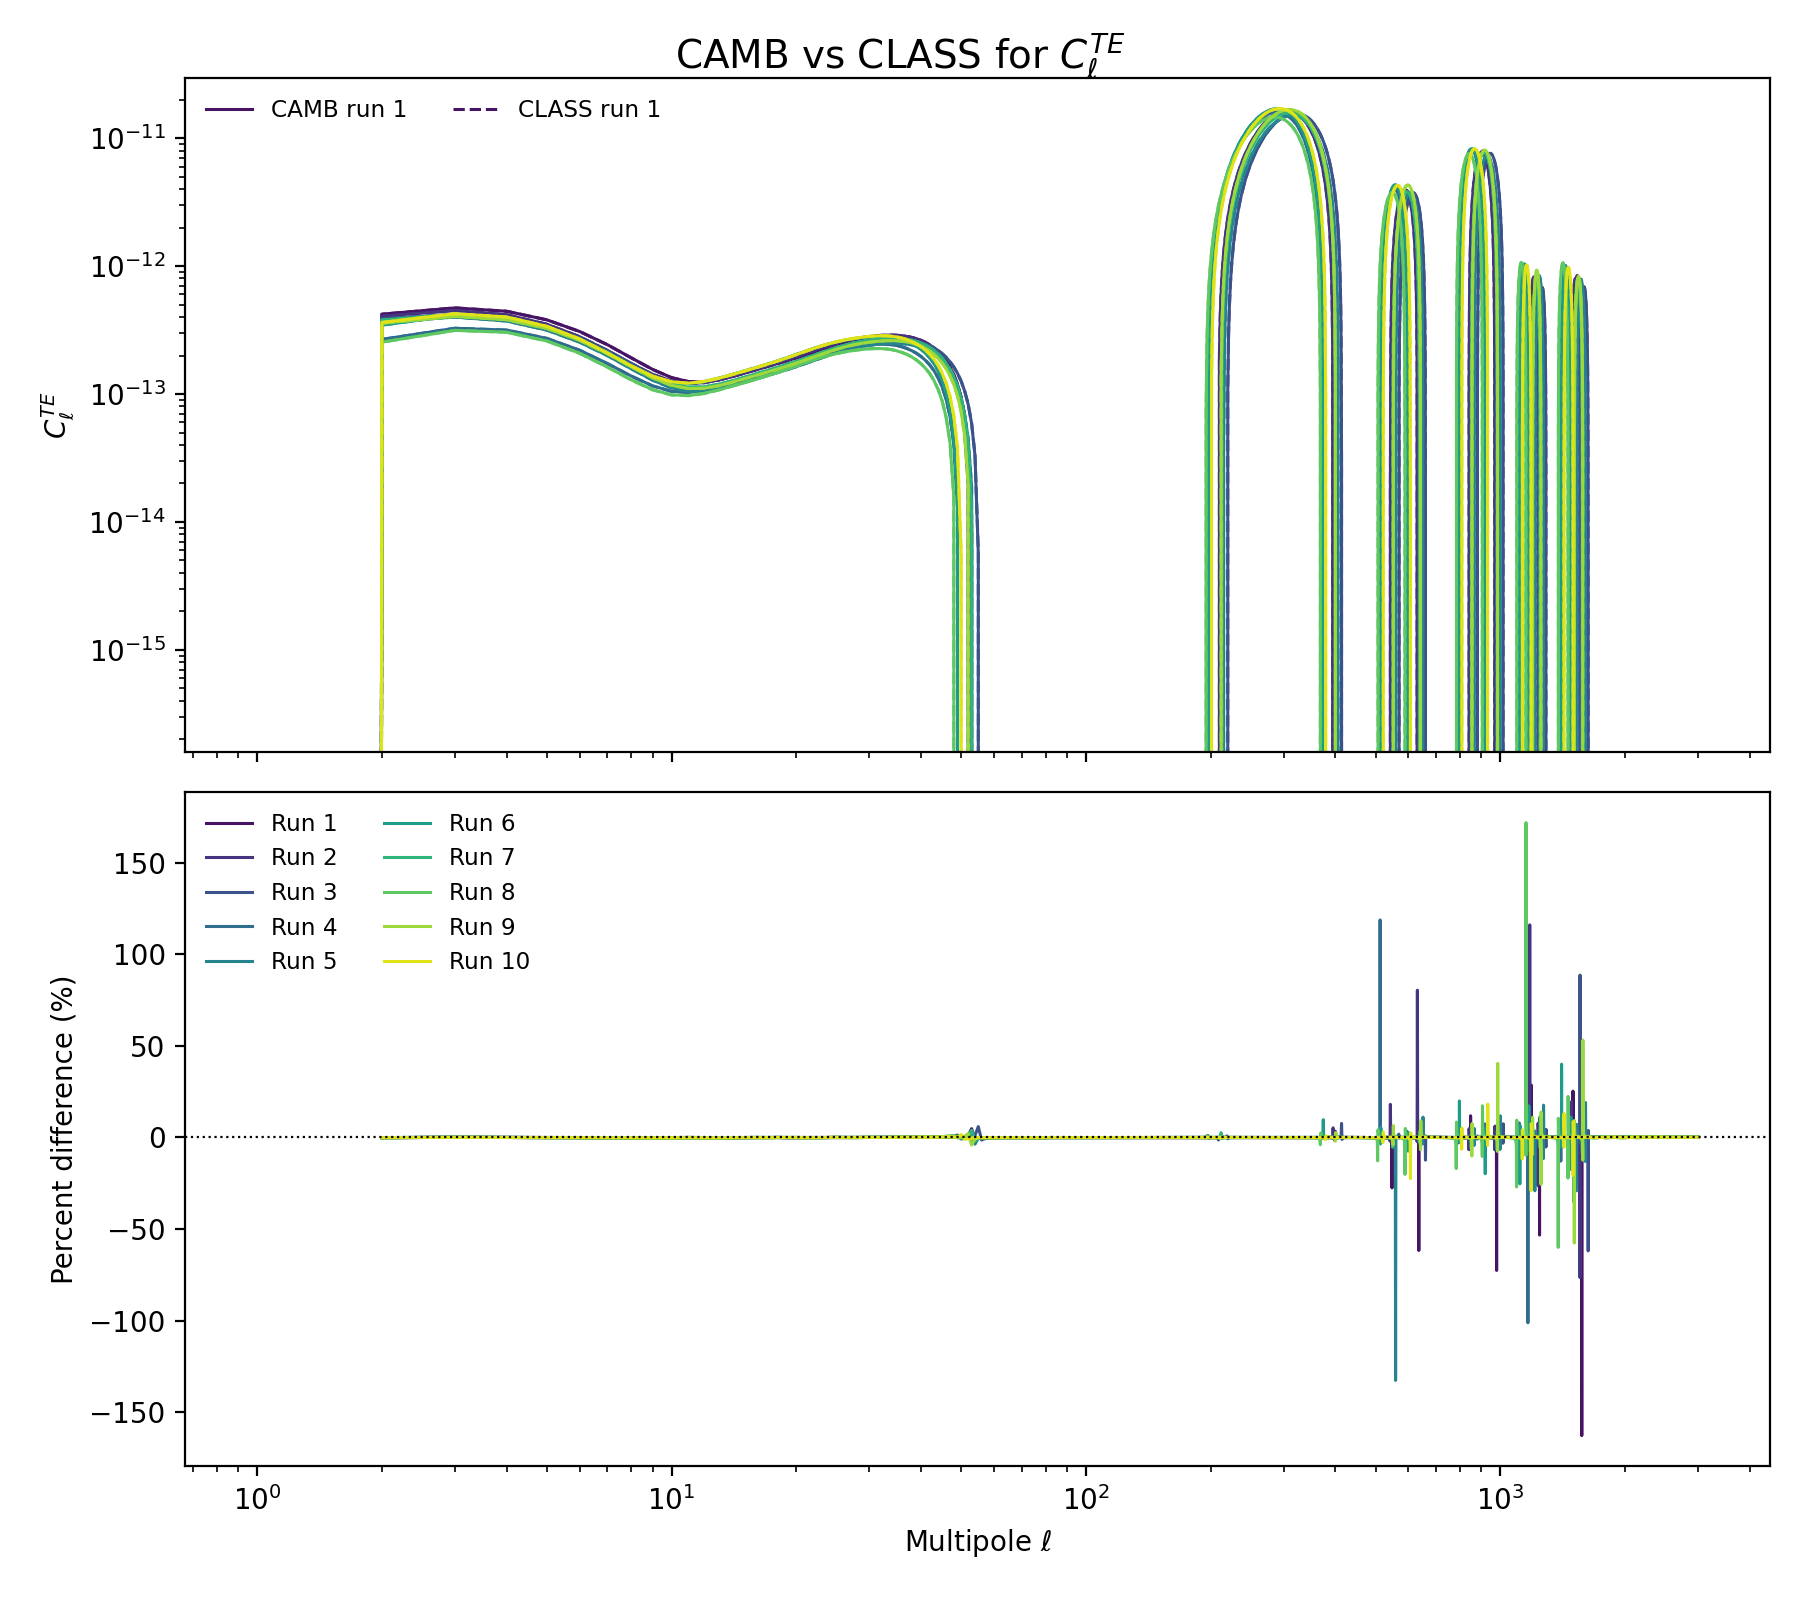 CAMB vs CLASS for $C_\ell^{TE}$
CAMB run 1
CLASS run 1
$10^{-11}$
$10^{-12}$
$10^{-13}$
$10^{-14}$
$10^{-15}$
$C_\ell^{TE}$
Run 1
Run 2
Run 3
Run 4
Run 5
Run 6
Run 7
Run 8
Run 9
Run 10
150
100
50
0
−50
−100
−150
Percent difference (%)
$10^0$
$10^1$
$10^2$
$10^3$
Multipole $\ell$